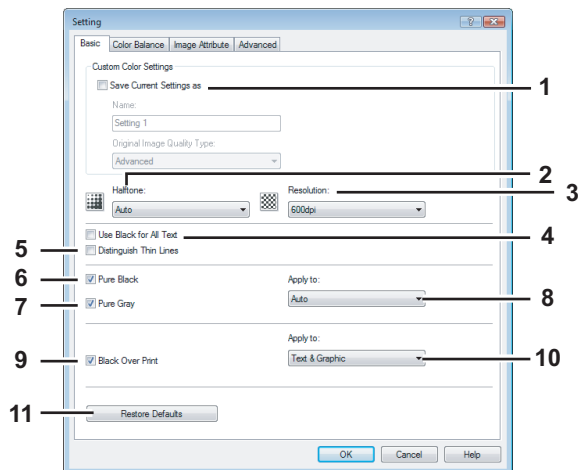 Setting
Basic Color Balance Image Attribute Advanced
Custom Color Settings
Save Current Settings as
1
Name:
Setting 1
Original Image Quality Type:
Advanced
2
Halftone:
Resolution:
3
Auto
600dpi
Use Black for All Text
4
5
Distinguish Thin Lines
6
Pure Black
Apply to:
7
Pure Gray
Auto
8
Apply to:
9
Black Over Print
Text & Graphic
10
11
Restore Defaults
OK Cancel Help